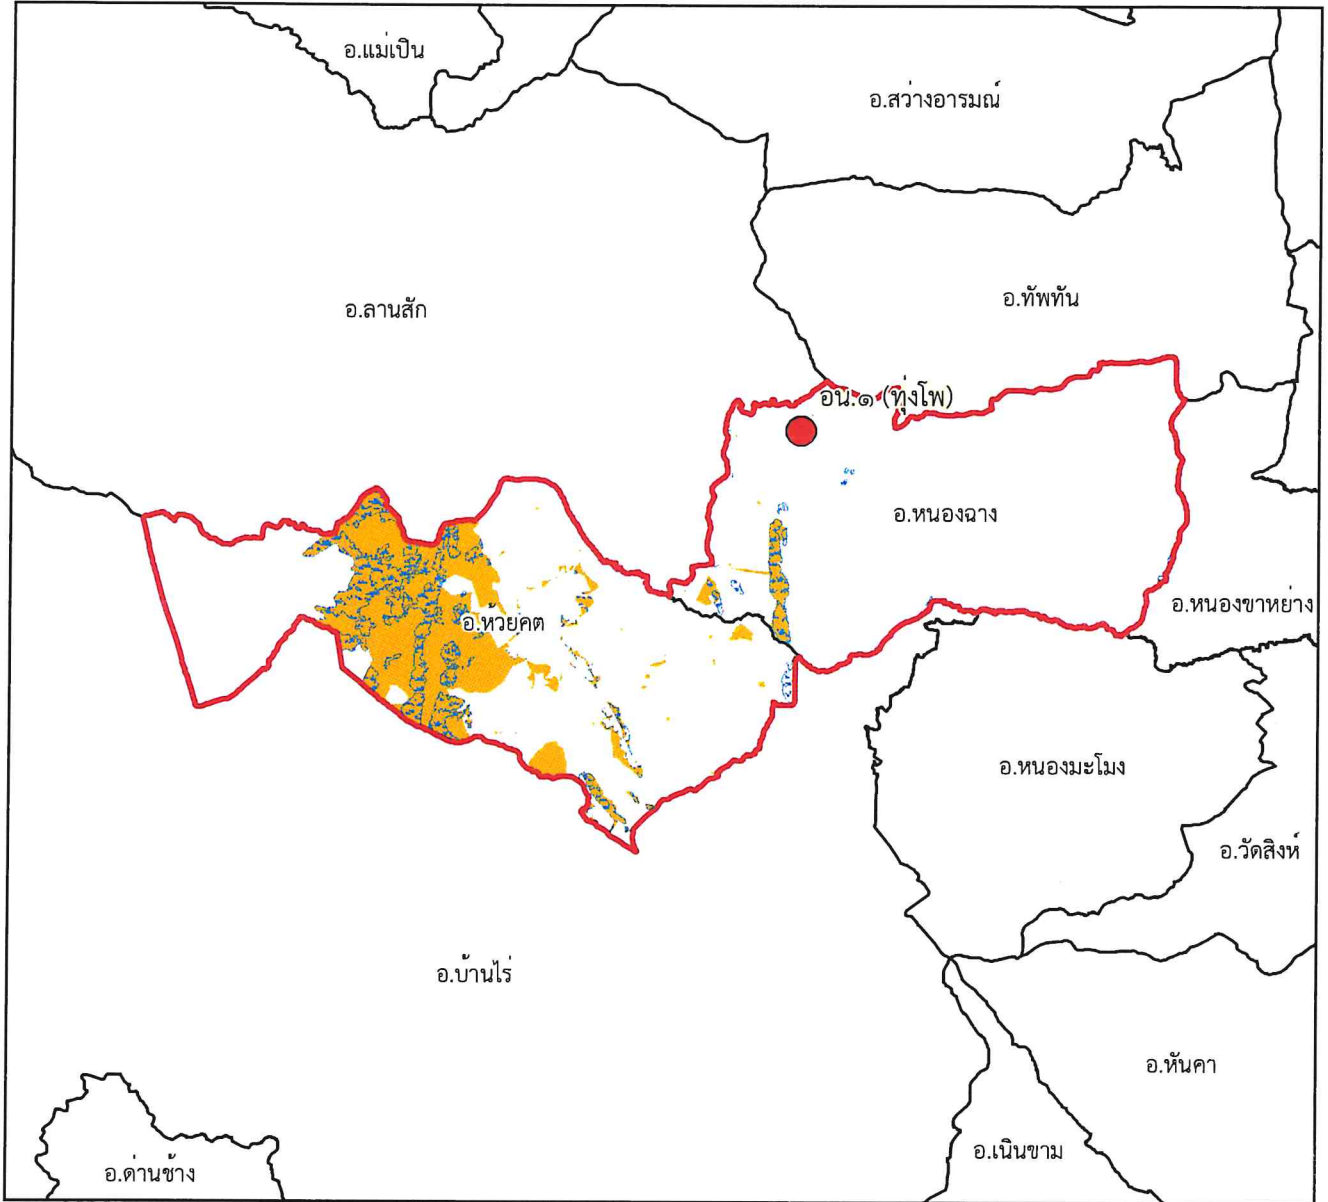 อ.แม่เปิน
อ.สว่างอารมณ์
อ.ลานสัก
อ.ทัพทัน
อน.๑ (ทุ่งโพ)
อ.หนองฉาง
อ.หนองขาหย่าง
อ.ห้วยคต
อ.หนองมะโมง
อ.วัดสิงห์
อ.บ้านไร่
อ.หันคา
อ.เนินขาม
อ.ด่านช้าง